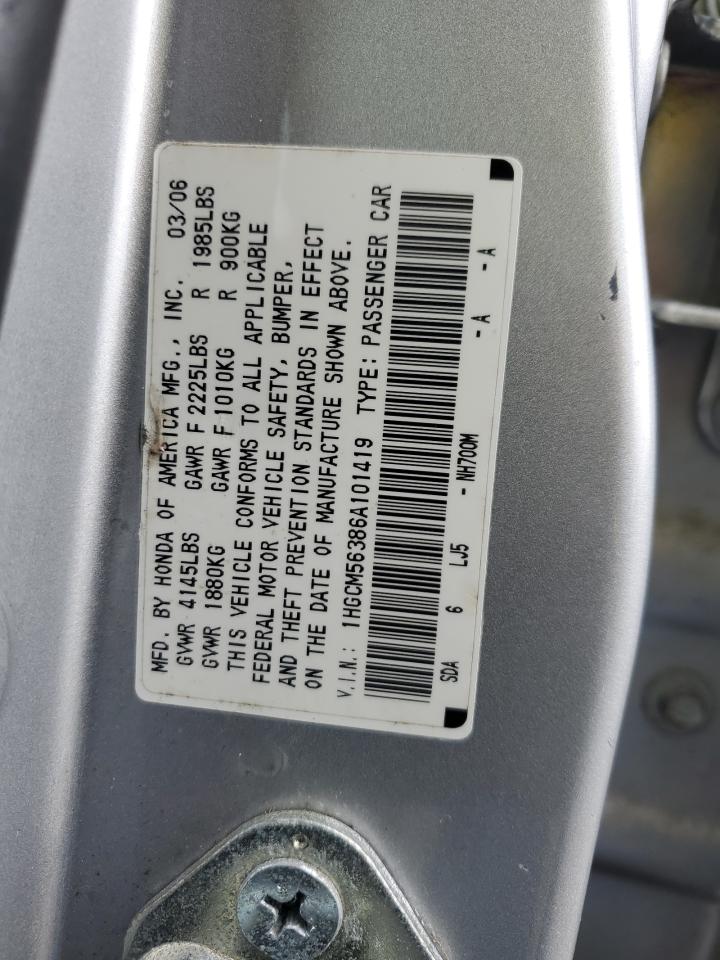 MFD. BY HONDA OF AMERICA MFG., INC. 03/06
GVWR 4145LBS GAWR F 2225LBS R 1985LBS
GVWR 1880KG GAWR F 1010KG R 900KG
THIS VEHICLE CONFORMS TO ALL APPLICABLE
FEDERAL MOTOR VEHICLE SAFETY, BUMPER,
AND THEFT PREVENTION STANDARDS IN EFFECT
ON THE DATE OF MANUFACTURE SHOWN ABOVE.
V.I.N.: 1HGCM56386A101419 TYPE: PASSENGER CAR
SDA 6 LJ5 - NH700M - A - A